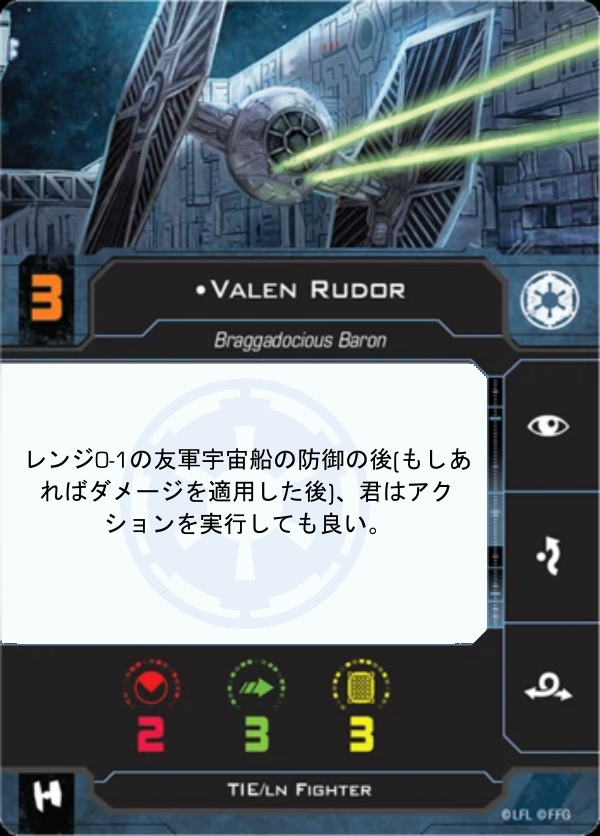 3
•VALEN RUDOR
Braggadocious Baron
レンジ0-1の友軍宇宙船の防御の後(もしあ
ればダメージを適用した後)、君はアク
ションを実行しても良い。
2 3 3
TIE/LN FIGHTER
©LFL ©FFG